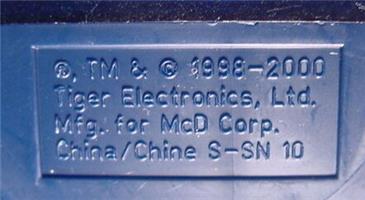 ®, TM & © 1998-2000
Tiger Electronics, Ltd.
Mfg. for McD Corp.
China/Chine S-SN 10